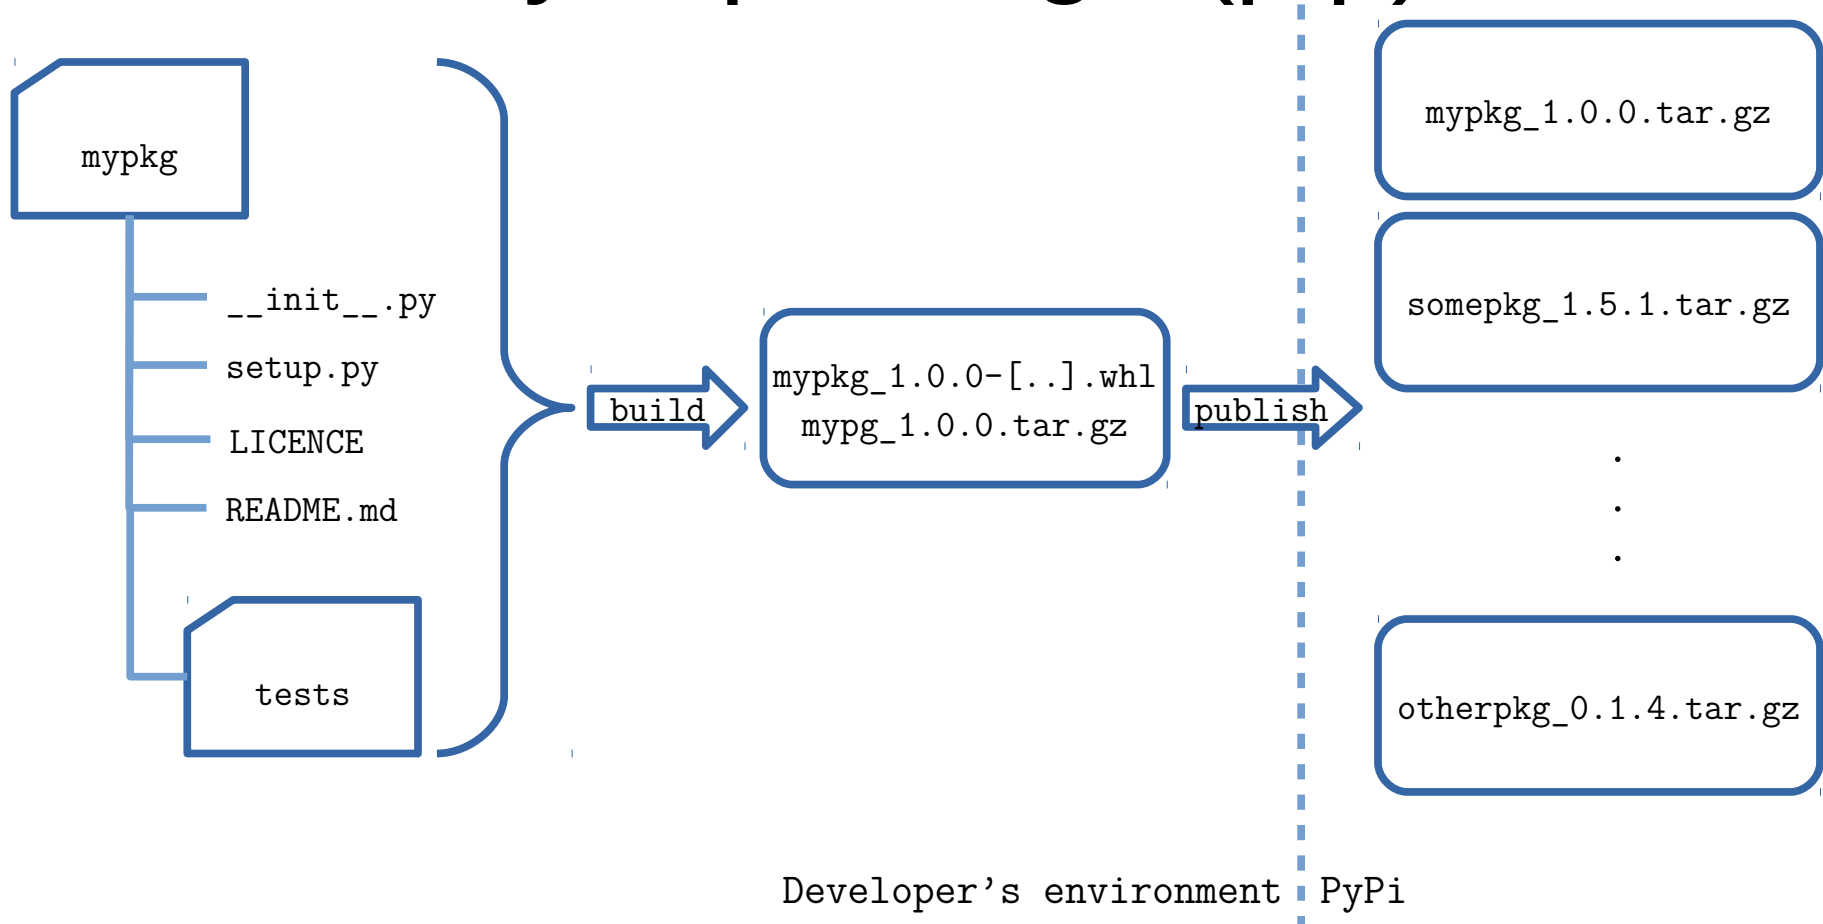 mypkg
__init__.py
setup.py
LICENCE
README.md
tests
build
mypkg_1.0.0-[..].whl
mypg_1.0.0.tar.gz
publish
mypkg_1.0.0.tar.gz
somepkg_1.5.1.tar.gz
.
.
.
otherpkg_0.1.4.tar.gz
Developer's environment
PyPi